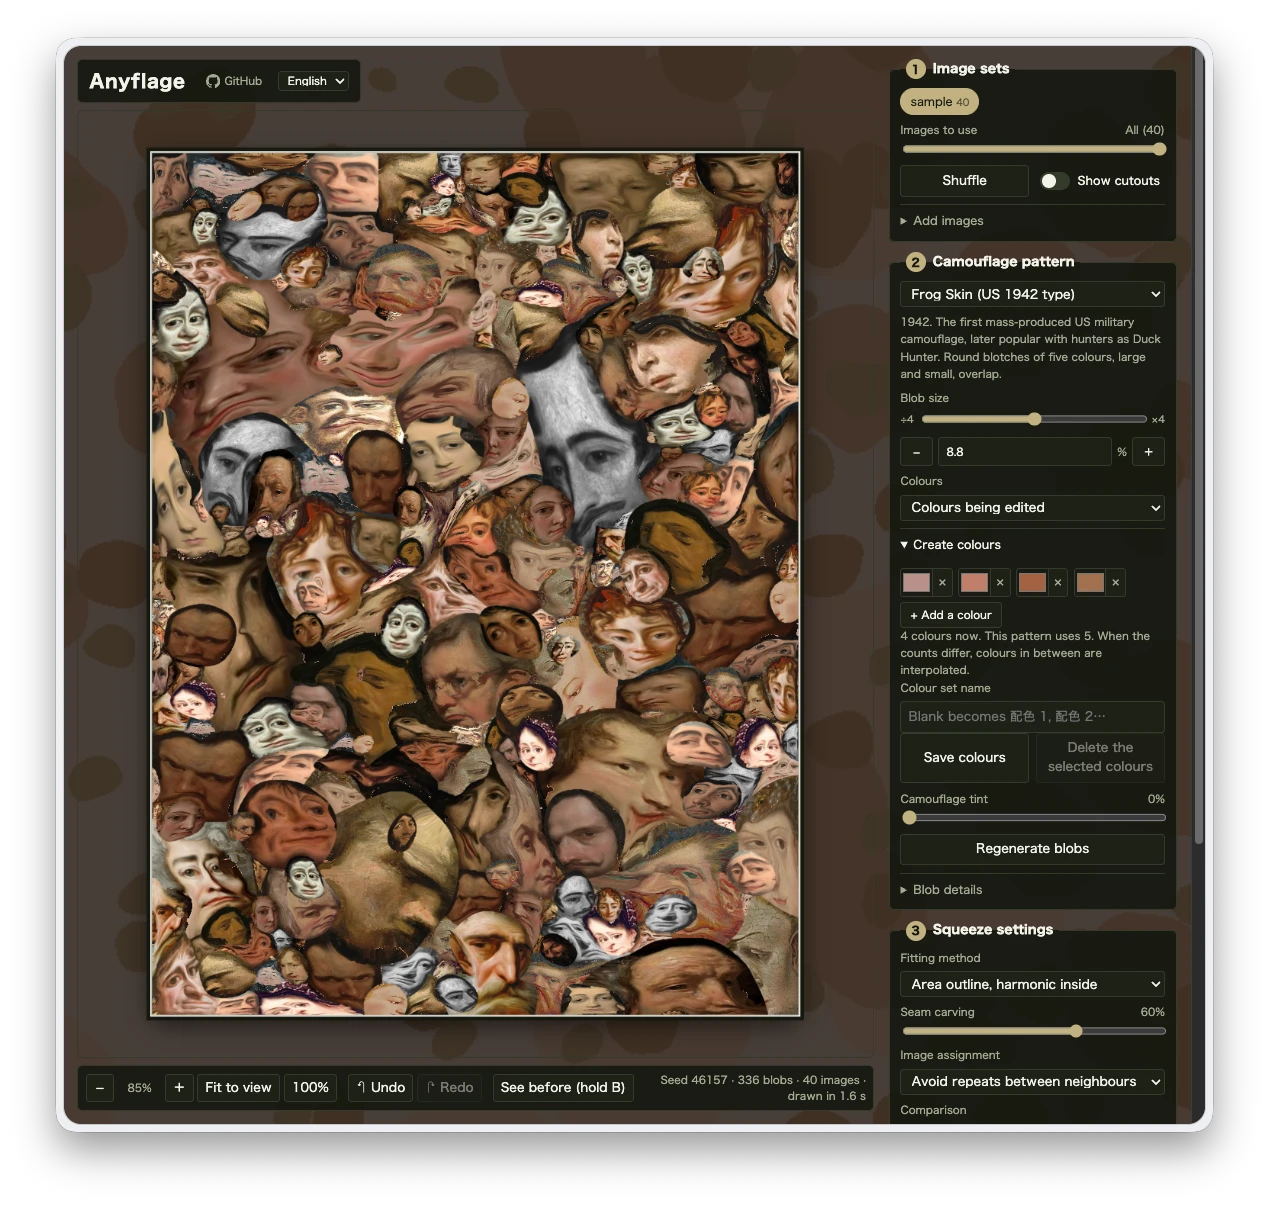 Anyflage
GitHub
English
1 Image sets
sample 40
Images to use
All (40)
Shuffle
Show cutouts
Add images
2 Camouflage pattern
Frog Skin (US 1942 type)
1942. The first mass-produced US military
camouflage, later popular with hunters as Duck
Hunter. Round blotches of five colours, large
and small, overlap.
Blob size
÷4
×4
–
8.8
%
+
Colours
Colours being edited
Create colours
× × × ×
+ Add a colour
4 colours now. This pattern uses 5. When the
counts differ, colours in between are
interpolated.
Colour set name
Blank becomes 配色 1, 配色 2…
Save colours
Delete the
selected colours
Camouflage tint
0%
Regenerate blobs
Blob details
3 Squeeze settings
Fitting method
Area outline, harmonic inside
Seam carving
60%
Image assignment
Avoid repeats between neighbours
Comparison
–
85%
+
Fit to view
100%
Undo
Redo
See before (hold B)
Seed 46157 · 336 blobs · 40 images ·
drawn in 1.6 s